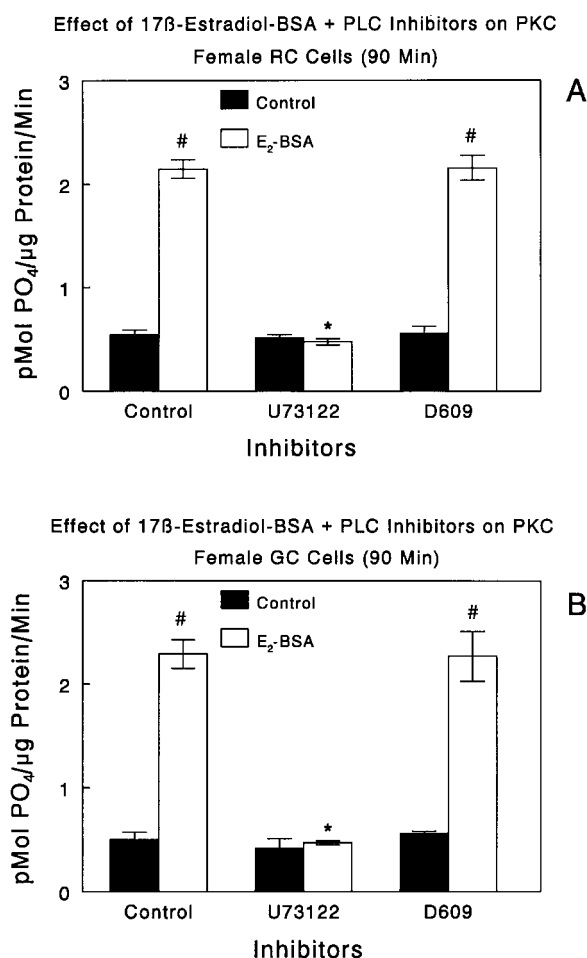 Effect of 17ß-Estradiol-BSA + PLC Inhibitors on PKC
Female RC Cells (90 Min)
A
3
2
1
0
pMol PO₄/µg Protein/Min
Control
E₂-BSA
#
*
#
Control
U73122
D609
Inhibitors
Effect of 17ß-Estradiol-BSA + PLC Inhibitors on PKC
Female GC Cells (90 Min)
B
3
2
1
0
pMol PO₄/µg Protein/Min
Control
E₂-BSA
#
*
#
Control
U73122
D609
Inhibitors